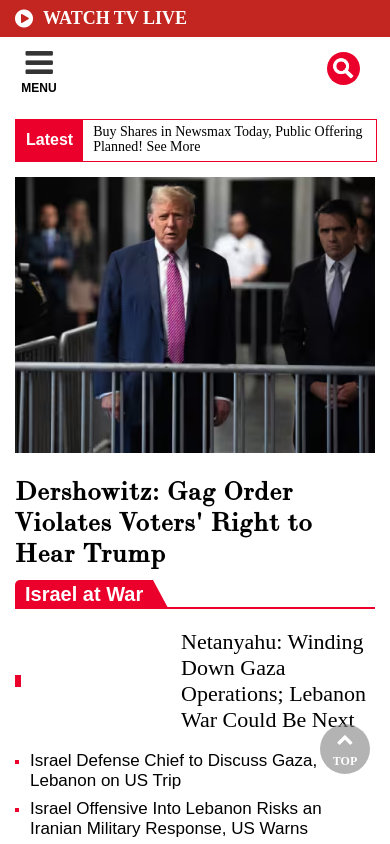 WATCH TV LIVE
MENU
Latest
Buy Shares in Newsmax Today, Public Offering
Planned! See More
Dershowitz: Gag Order
Violates Voters' Right to
Hear Trump
Israel at War
Netanyahu: Winding
Down Gaza
Operations; Lebanon
War Could Be Next
TOP
Israel Defense Chief to Discuss Gaza,
Lebanon on US Trip
Israel Offensive Into Lebanon Risks an
Iranian Military Response, US Warns